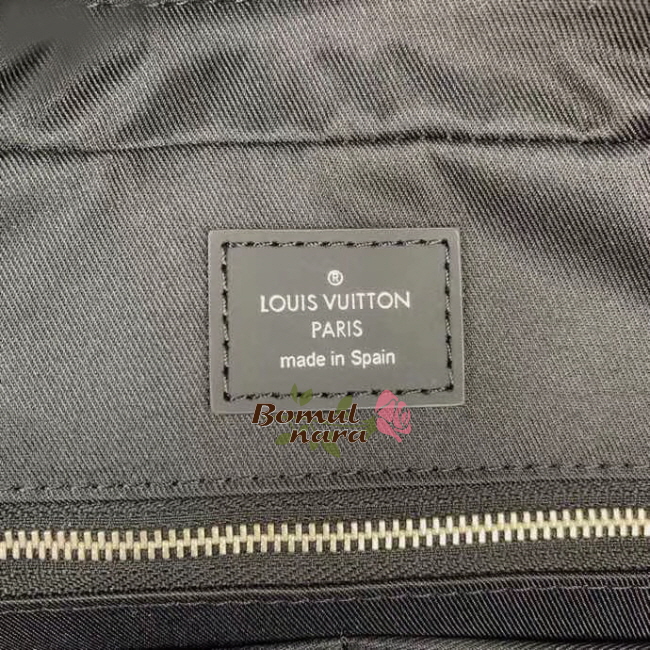 ®
LOUIS VUITTON
PARIS
made in Spain
Bomul
nara